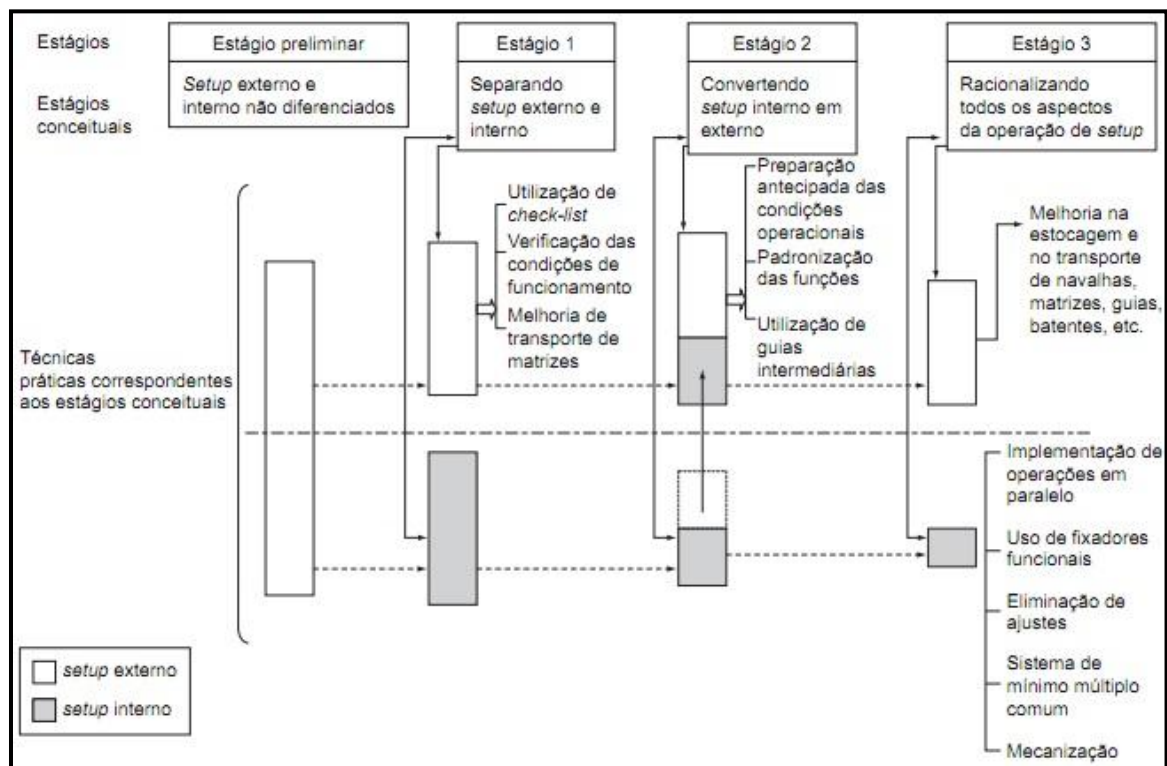 Estágios
Estágio preliminar
Estágio 1
Estágio 2
Estágio 3
Estágios
conceituais
Setup externo e
interno não diferenciados
Separando
setup externo e
interno
Convertendo
setup interno em
externo
Racionalizando
todos os aspectos
da operação de setup
Técnicas
práticas correspondentes
aos estágios conceituais
Utilização de
check-list
Verificação das
condições de
funcionamento
Melhoria de
transporte de
matrizes
Preparação
antecipada das
condições
operacionais
Padronização
das funções
Utilização de
guias
intermediárias
Melhoria na
estocagem e
no transporte
de navalhas,
matrizes, guias,
batentes, etc.
Implementação de
operações em
paralelo
Uso de fixadores
funcionais
Eliminação de
ajustes
Sistema de
mínimo múltiplo
comum
Mecanização
setup externo
setup interno